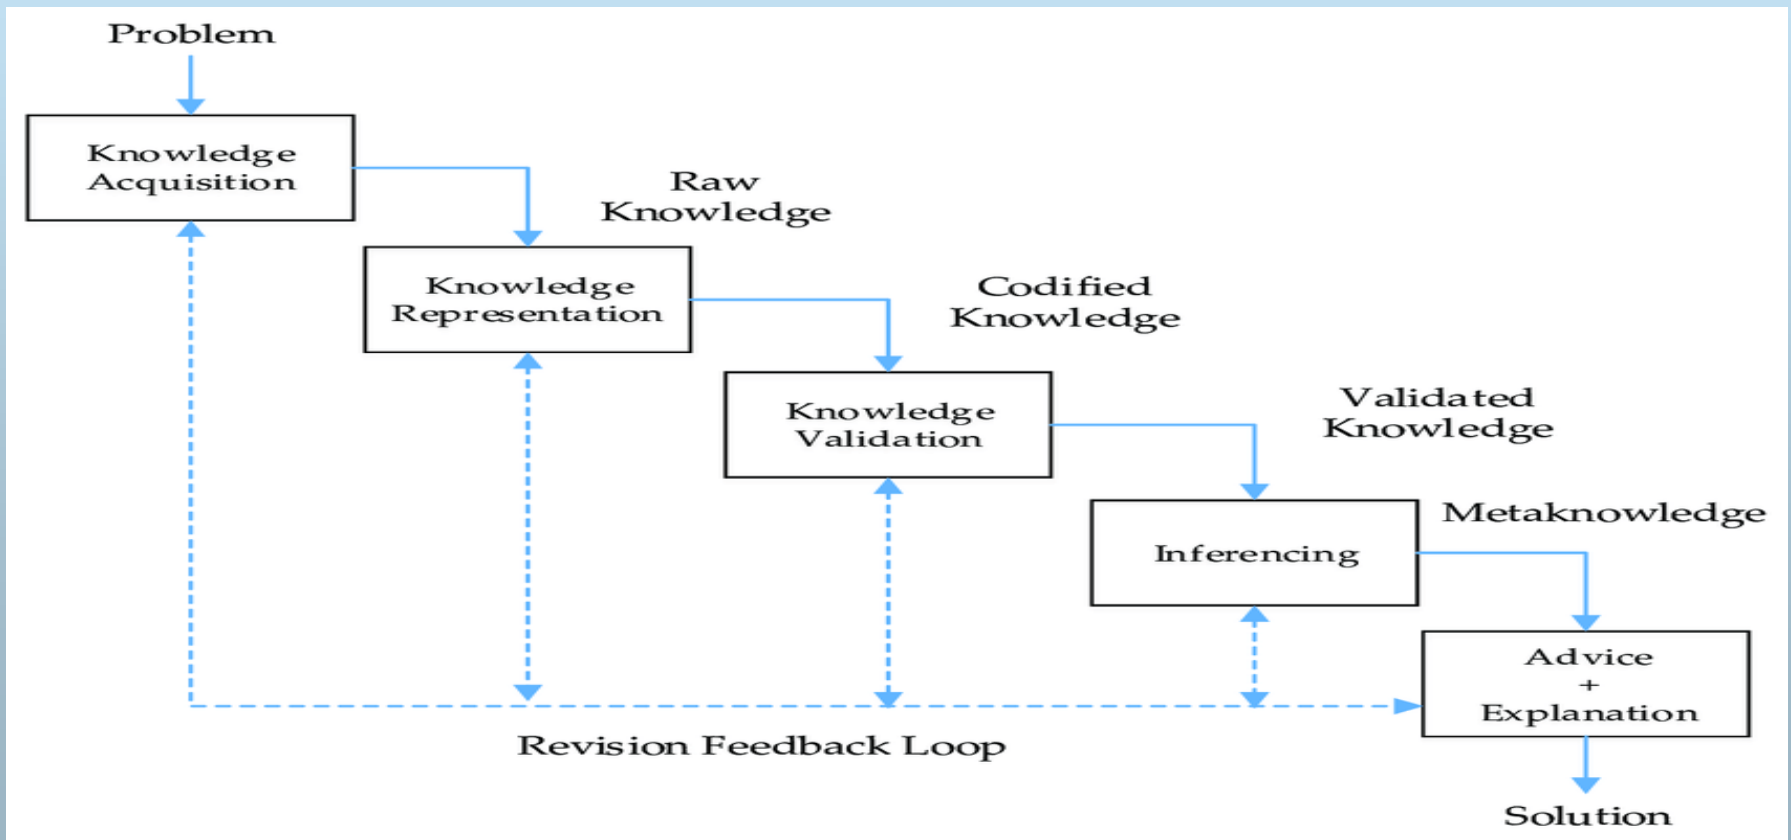 Problem
Knowledge
Acquisition
Raw
Knowledge
Knowledge
Representation
Codified
Knowledge
Knowledge
Validation
Validated
Knowledge
Inferencing
Metaknowledge
Advice
+
Explanation
Revision Feedback Loop
Solution